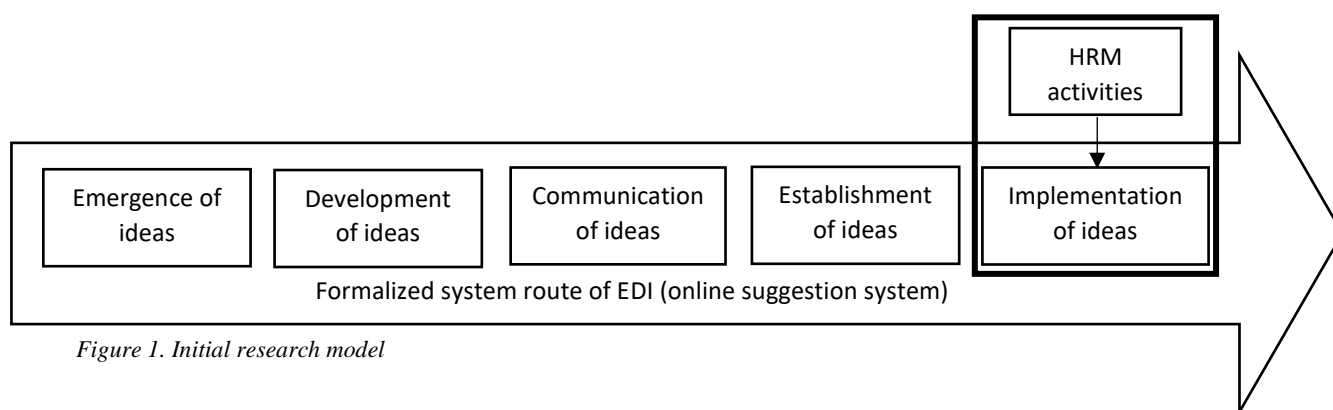 HRM
activities
Emergence of
ideas
Development
of ideas
Communication
of ideas
Establishment
of ideas
Implementation
of ideas
Formalized system route of EDI (online suggestion system)
Figure 1. Initial research model